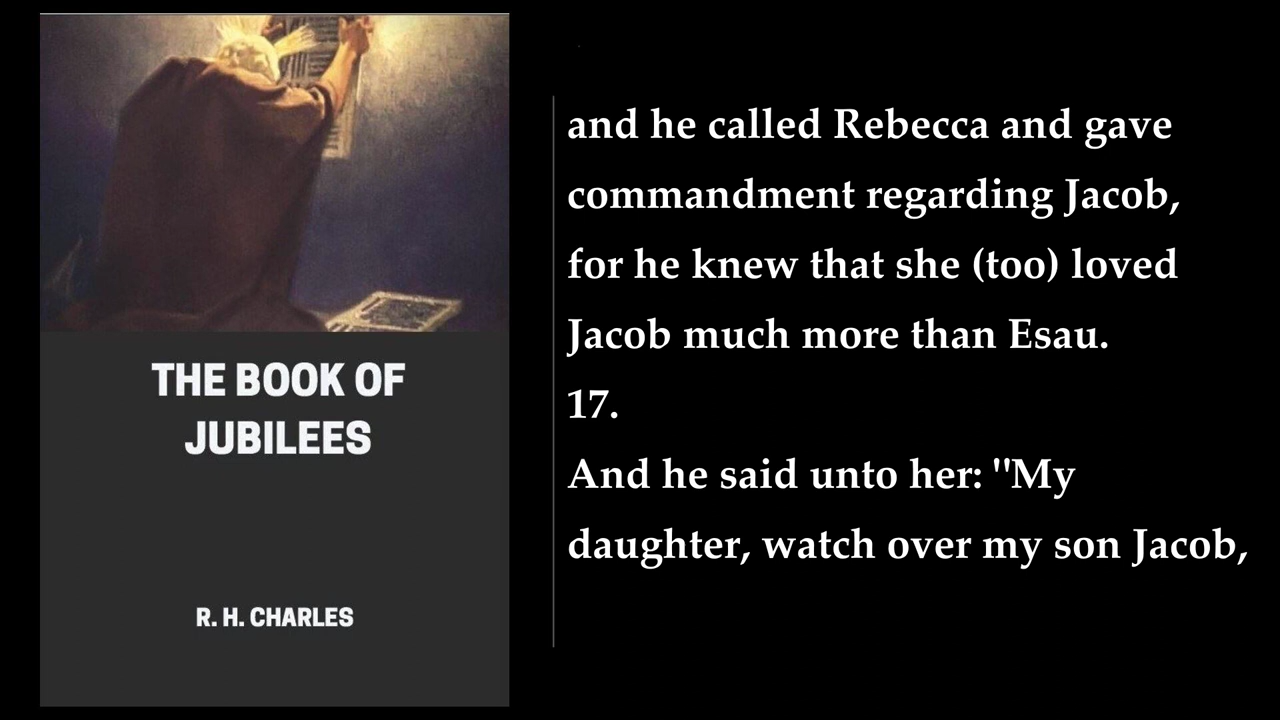 THE BOOK OF
JUBILEES
R. H. CHARLES
and he called Rebecca and gave
commandment regarding Jacob,
for he knew that she (too) loved
Jacob much more than Esau.
17.
And he said unto her: "My
daughter, watch over my son Jacob,